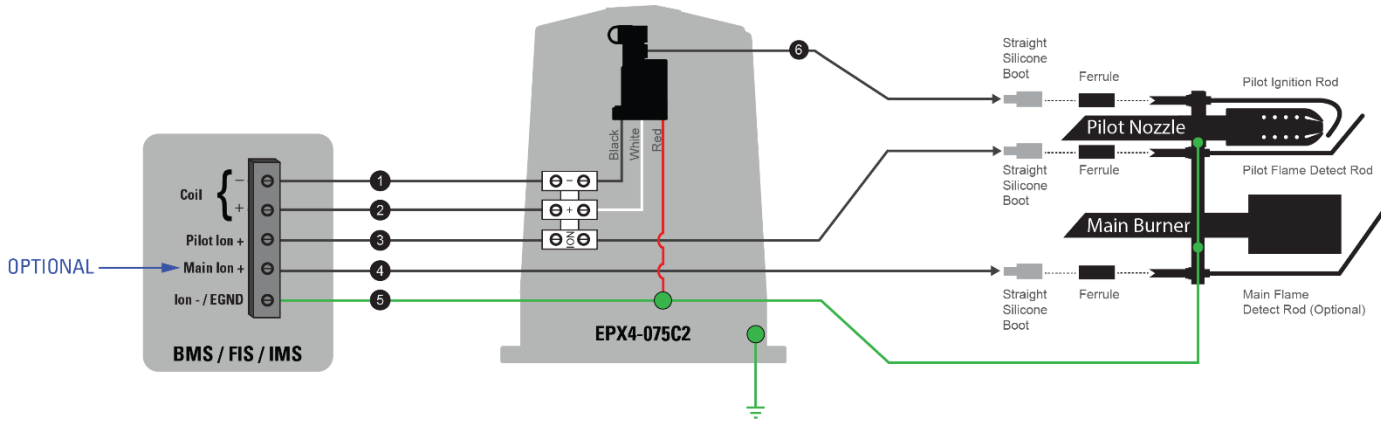 OPTIONAL
Coil
{
−
+
Pilot Ion +
Main Ion +
Ion - / EGND
BMS / FIS / IMS
1
2
3
4
5
6
Black
White
Red
−
+
ION
EPX4-075C2
Straight
Silicone
Boot
Ferrule
Pilot Ignition Rod
Pilot Nozzle
Straight
Silicone
Boot
Ferrule
Pilot Flame Detect Rod
Main Burner
Straight
Silicone
Boot
Ferrule
Main Flame
Detect Rod (Optional)